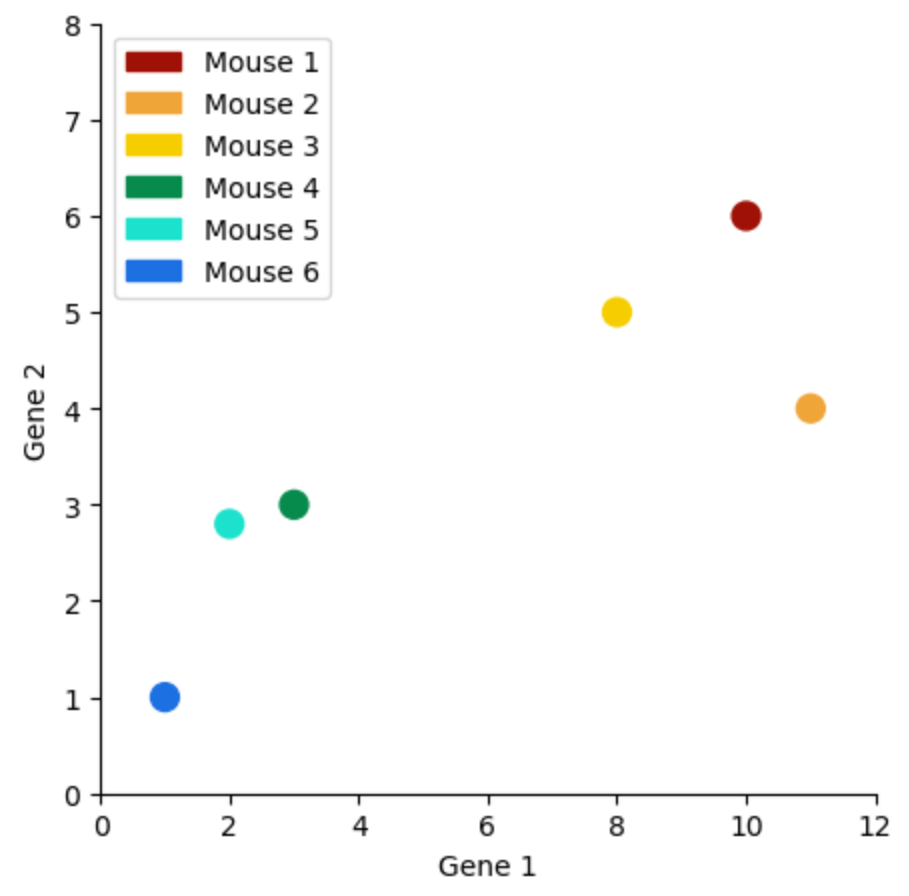 8
7
6
5
4
3
2
1
0
Gene 2
Mouse 1
Mouse 2
Mouse 3
Mouse 4
Mouse 5
Mouse 6
0 2 4 6 8 10 12
Gene 1